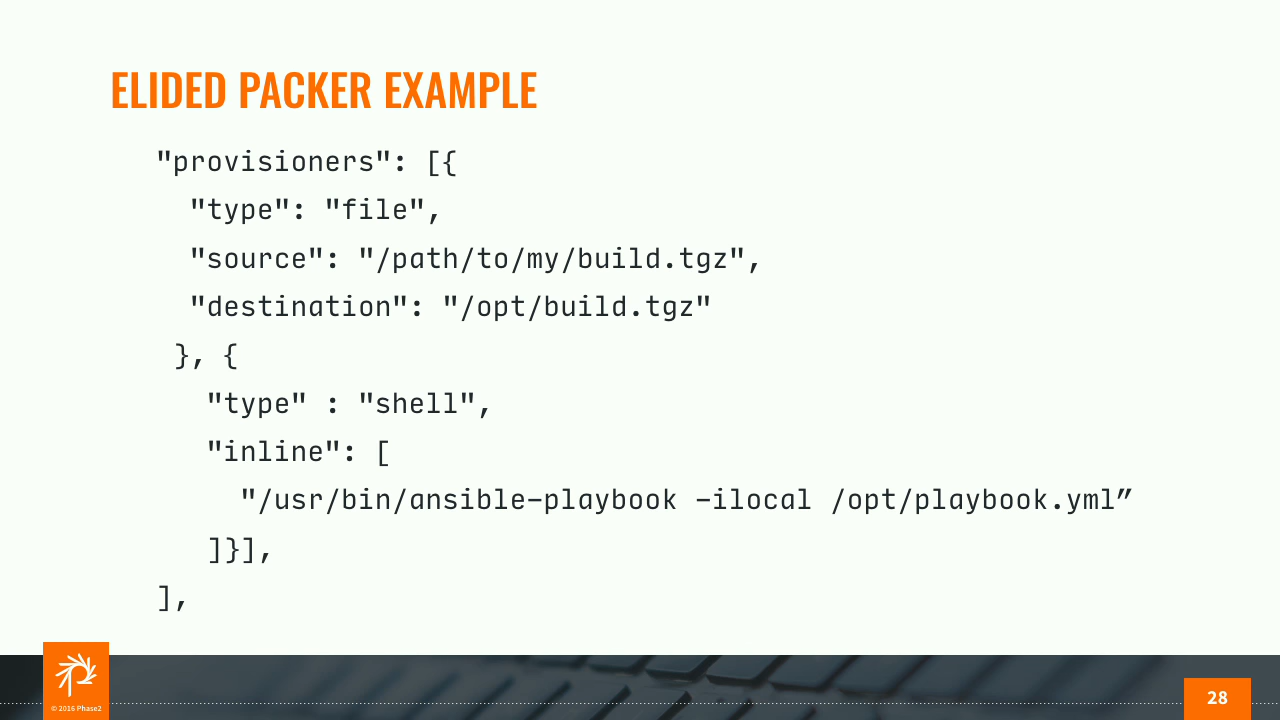 ELIDED PACKER EXAMPLE
"provisioners": [{
"type": "file",
"source": "/path/to/my/build.tgz",
"destination": "/opt/build.tgz"
}, {
"type" : "shell",
"inline": [
"/usr/bin/ansible-playbook -ilocal /opt/playbook.yml”
]}],
],
© 2016 Phase2
28